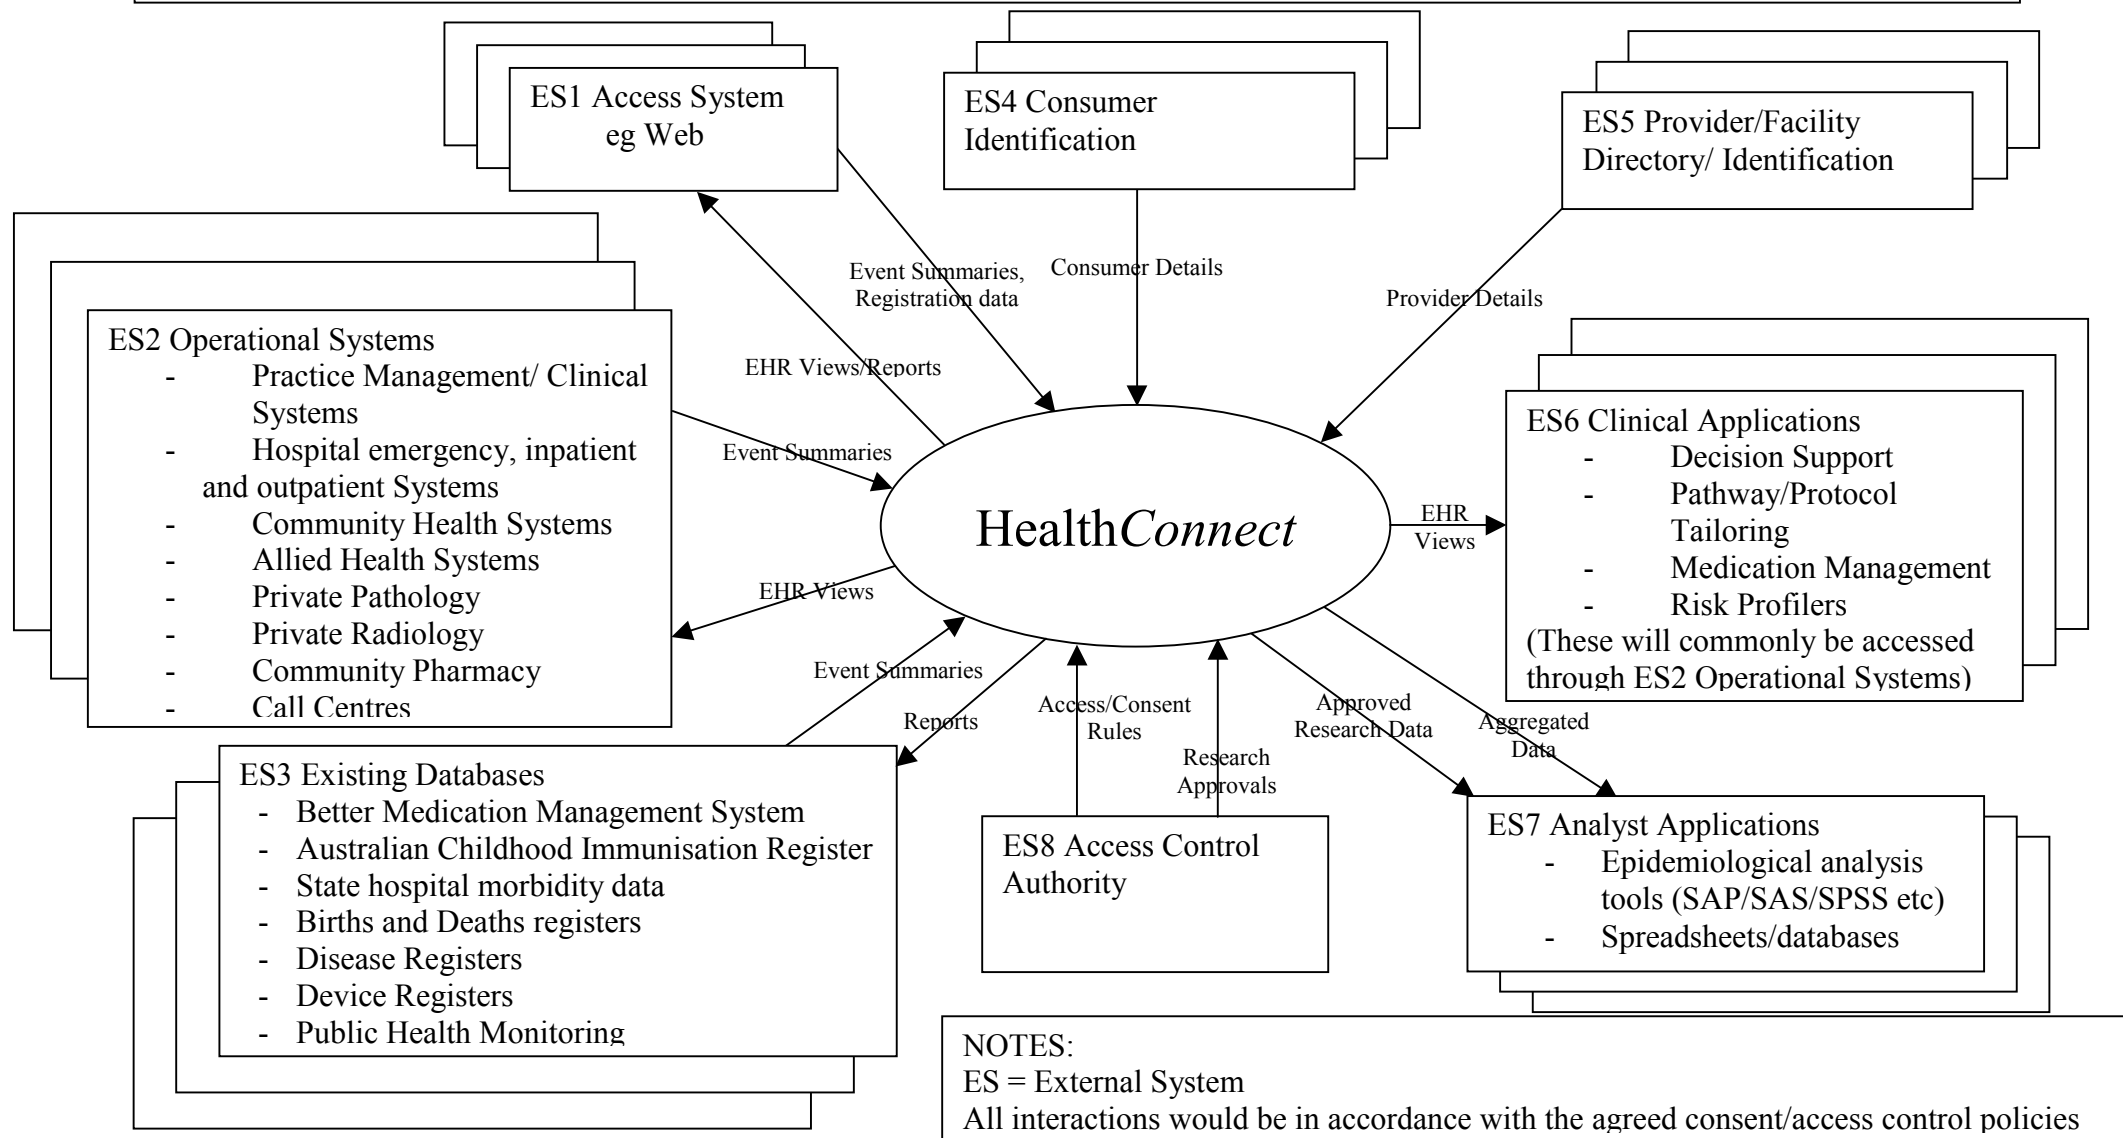 ES1 Access System
eg Web
ES4 Consumer
Identification
ES5 Provider/Facility
Directory/ Identification
Event Summaries,
Registration data
Consumer Details
Provider Details
EHR Views/Reports
ES2 Operational Systems
- Practice Management/ Clinical
Systems
- Hospital emergency, inpatient
and outpatient Systems
- Community Health Systems
- Allied Health Systems
- Private Pathology
- Private Radiology
- Community Pharmacy
- Call Centres
Event Summaries
EHR Views
HealthConnect
EHR
Views
ES6 Clinical Applications
- Decision Support
- Pathway/Protocol
Tailoring
- Medication Management
- Risk Profilers
(These will commonly be accessed
through ES2 Operational Systems)
Event Summaries
Reports
Access/Consent
Rules
Research
Approvals
Approved
Research Data
Aggregated
Data
ES3 Existing Databases
- Better Medication Management System
- Australian Childhood Immunisation Register
- State hospital morbidity data
- Births and Deaths registers
- Disease Registers
- Device Registers
- Public Health Monitoring
ES8 Access Control
Authority
ES7 Analyst Applications
- Epidemiological analysis
tools (SAP/SAS/SPSS etc)
- Spreadsheets/databases
NOTES:
ES = External System
All interactions would be in accordance with the agreed consent/access control policies